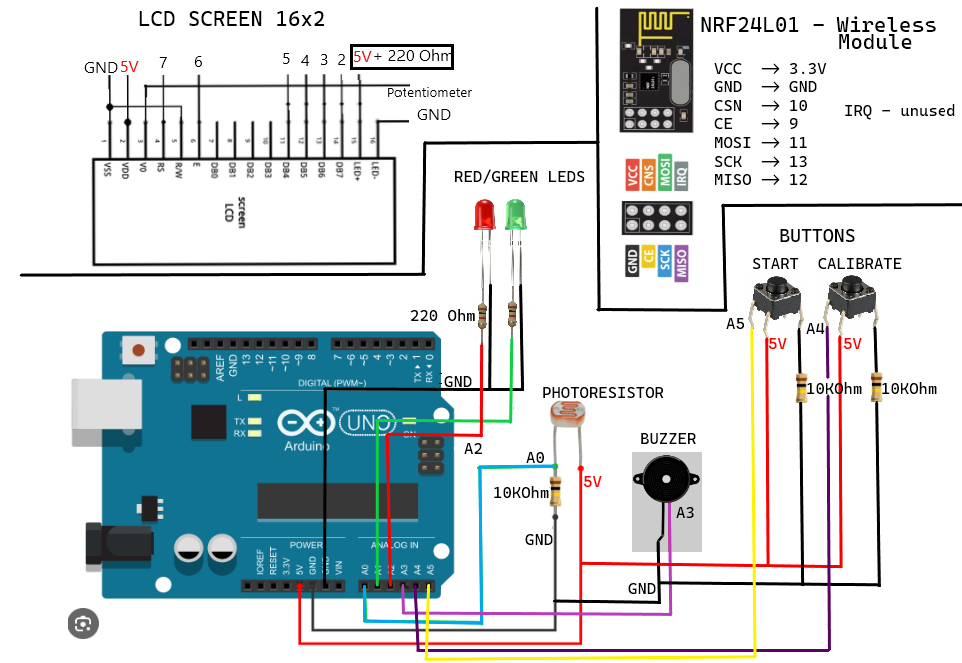 LCD SCREEN 16x2
GND 5V 7 6 5 4 3 2 5V+ 220 Ohm
Potentiometer
GND
1 2 3 4 5 6 7 8 9 10 11 12 13 14 15 16
VSS VDD V0 RS R/W E DB0 DB1 DB2 DB3 DB4 DB5 DB6 DB7 LED+ LED-
screen
LCD
NRF24L01 – Wireless
Module
VCC → 3.3V
GND → GND
CSN → 10
CE → 9
MOSI → 11
SCK → 13
MISO → 12
IRQ – unused
VCC CNS MOSI IRQ
GND CE SCK MISO
RED/GREEN LEDS
220 Ohm
GND
A2
BUTTONS
START CALIBRATE
A5 5V A4 5V
10KOhm 10KOhm
PHOTORESISTOR
A0
5V
10KOhm
GND
BUZZER
A3
GND
AREF GND 13 12 ~11 ~10 ~9 8 7 ~6 ~5 4 ~3 2 TX▶1 RX◀0
DIGITAL (PWM~)
L
TX
RX
TM
UNO
Arduino
ON
POWER ANALOG IN
IOREF RESET 3.3V 5V GND GND VIN A0 A1 A2 A3 A4 A5